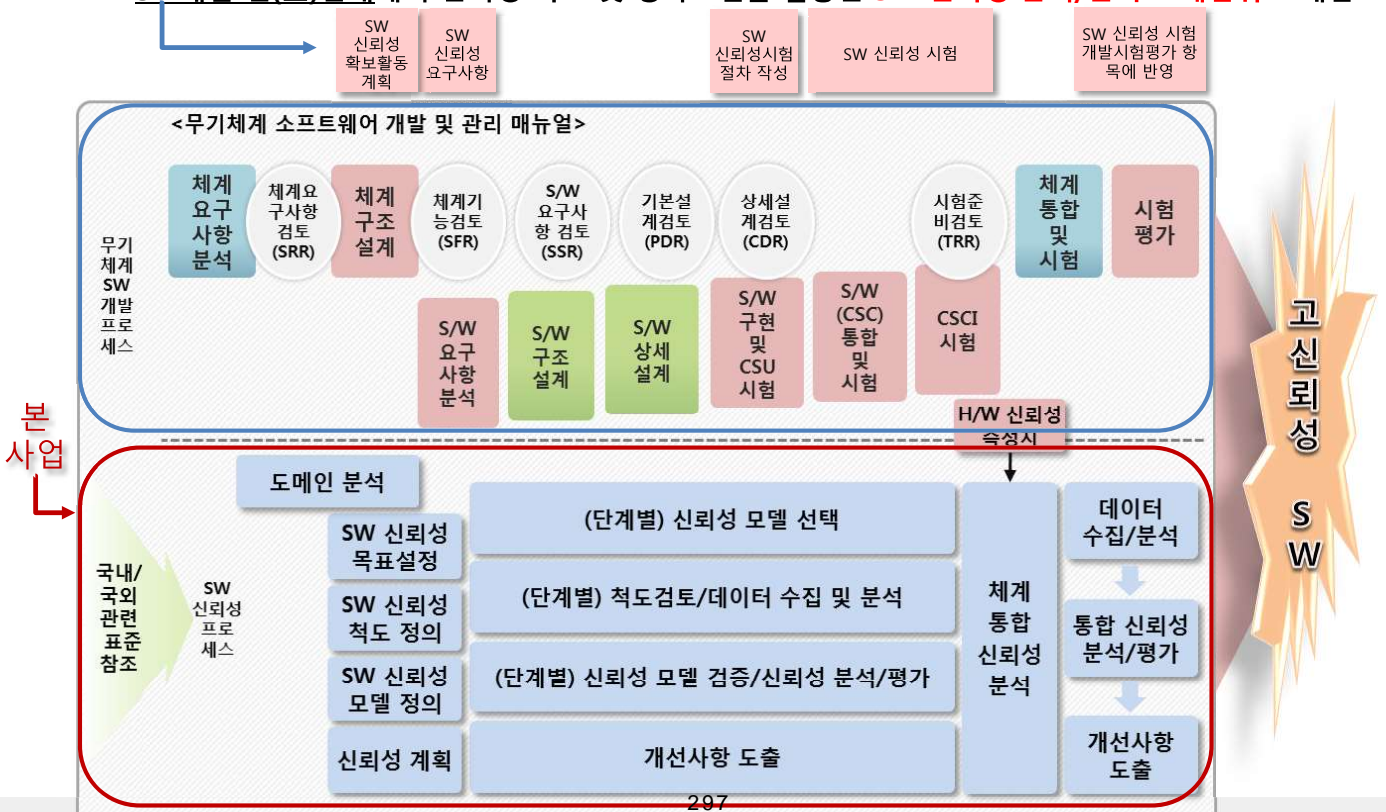 SW
신뢰성
확보활동
계획
SW
신뢰성
요구사항
SW
신뢰성시험
절차 작성
SW 신뢰성 시험
SW 신뢰성 시험
개발시험평가 항
목에 반영
<무기체계 소프트웨어 개발 및 관리 매뉴얼>
무기
체계
SW
개발
프로
세스
체계
요구
사항
분석
체계요
구사항
검토
(SRR)
체계
구조
설계
체계기
능검토
(SFR)
S/W
요구사
항 검토
(SSR)
기본설
계검토
(PDR)
상세설
계검토
(CDR)
시험준
비검토
(TRR)
체계
통합
및
시험
시험
평가
S/W
요구
사항
분석
S/W
구조
설계
S/W
상세
설계
S/W
구현
및
CSU
시험
S/W
(CSC)
통합
및
시험
CSCI
시험
H/W 신뢰성
측정치
고
신
뢰
성
S
W
본
사업
국내/
국외
관련
표준
참조
SW
신뢰성
프로
세스
도메인 분석
SW 신뢰성
목표설정
SW 신뢰성
척도 정의
SW 신뢰성
모델 정의
신뢰성 계획
(단계별) 신뢰성 모델 선택
(단계별) 척도검토/데이터 수집 및 분석
(단계별) 신뢰성 모델 검증/신뢰성 분석/평가
개선사항 도출
체계
통합
신뢰성
분석
데이터
수집/분석
통합 신뢰성
분석/평가
개선사항
도출
297